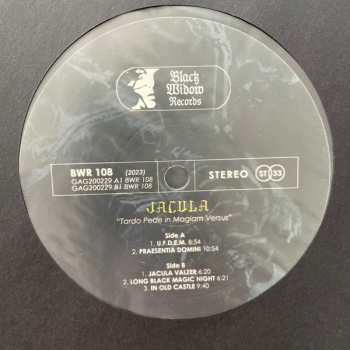 Black
Widow
Records
BWR 108 (2023)
GAG200229 A1 BWR 108
GAG200229 B1 BWR 108
STEREO ST 33
JACULA
"Tardo Pede in Magiam Versus"
Side A
1. U.F.D.E.M. 8:54
2. PRAESENTIA DOMINI 10:54
Side B
1. JACULA VALZER 6:20
2. LONG BLACK MAGIC NIGHT 6:21
3. IN OLD CASTLE 9:40